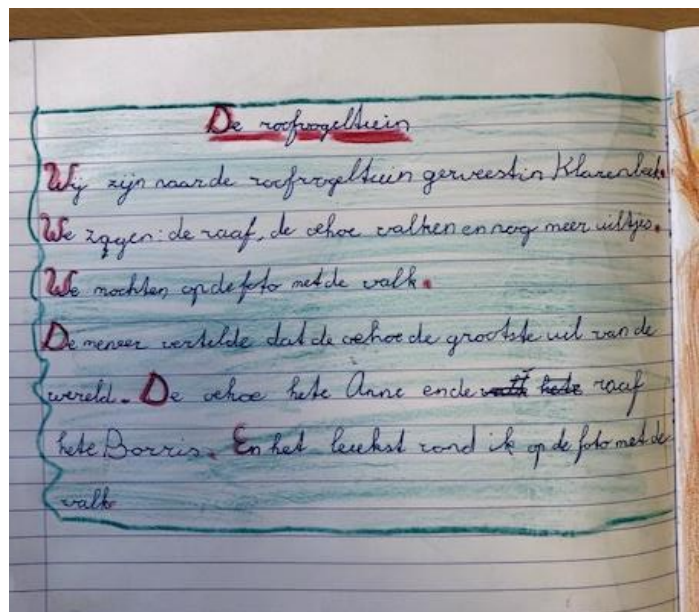 De roofvogeltuin
Wij zijn naar de roofvogeltuin gerweest in Klarenbeek.
We zagen: de raaf, de oehoe valken en nog meer uiltjes.
We mochten op de foto met de valk.
De meneer vertelde dat de oehoe de grootste uil van de
wereld. De oehoe hete Anne en de raaf
hete Borris. En het leukst vond ik op de foto met de
valk